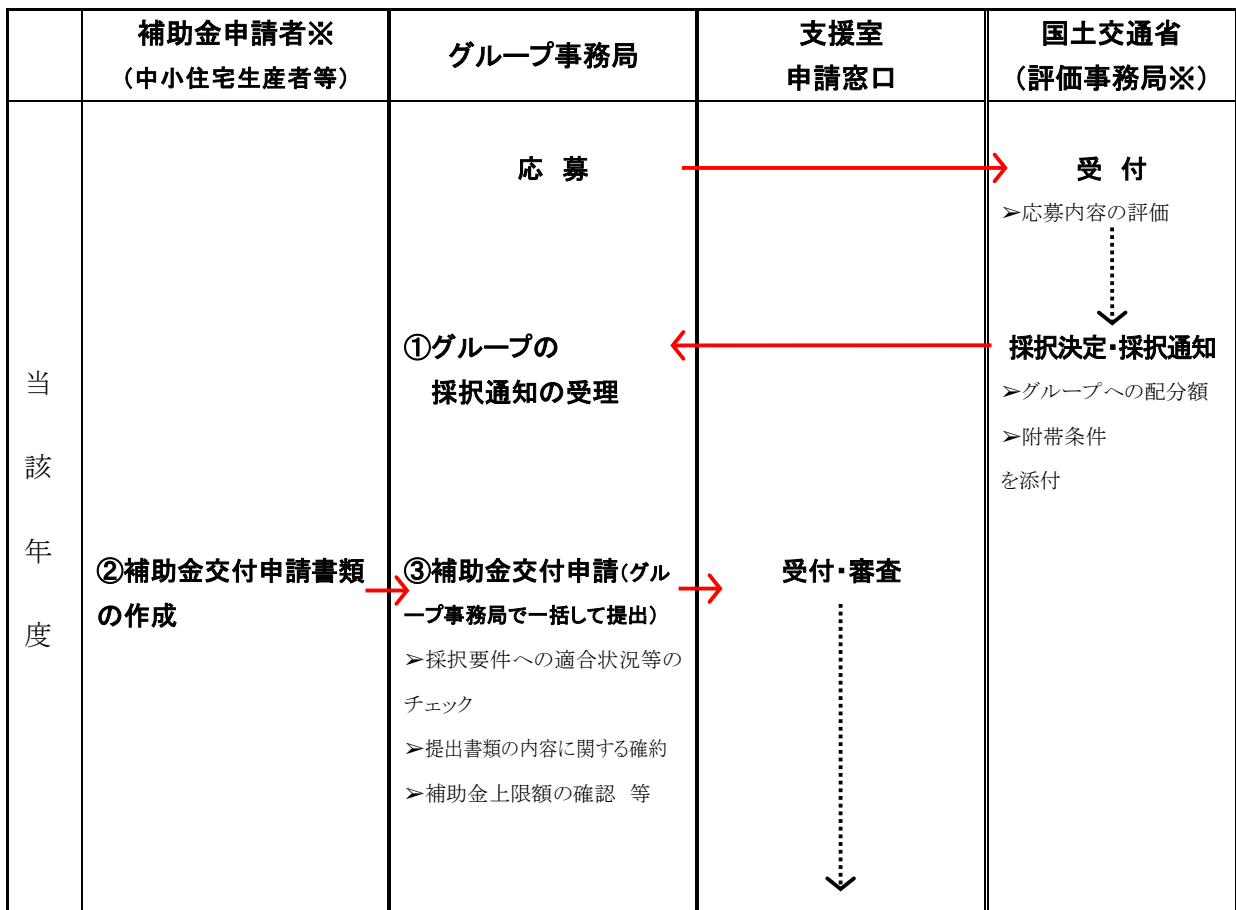 補助金申請者※
(中小住宅生産者等)
グループ事務局
支援室
申請窓口
国土交通省
(評価事務局※)
当該年度
応 募
受 付
➢応募内容の評価
①グループの
採択通知の受理
採択決定・採択通知
➢グループへの配分額
➢附帯条件
を添付
②補助金交付申請書類
の作成
③補助金交付申請(グル
ープ事務局で一括して提出)
➢採択要件への適合状況等の
チェック
➢提出書類の内容に関する確約
➢補助金上限額の確認 等
受付・審査